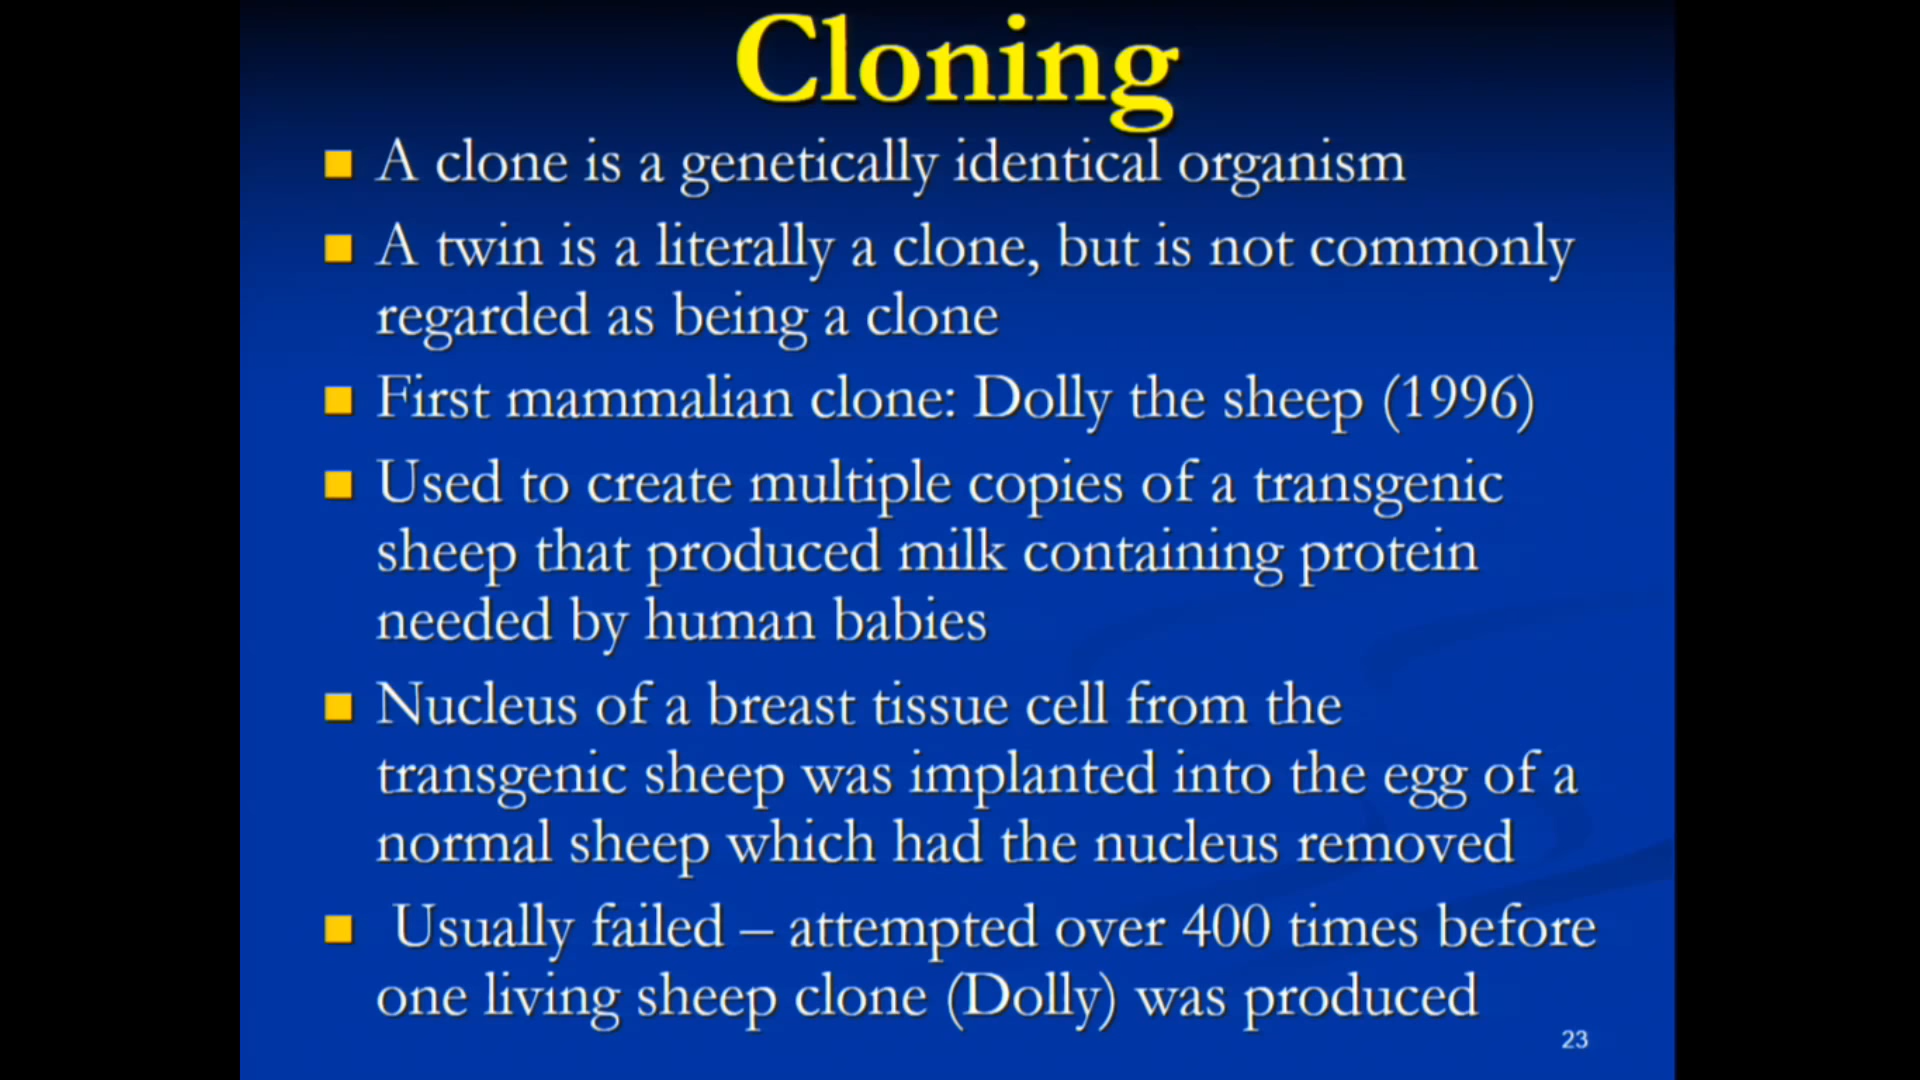 Cloning
A clone is a genetically identical organism
A twin is a literally a clone, but is not commonly
regarded as being a clone
First mammalian clone: Dolly the sheep (1996)
Used to create multiple copies of a transgenic
sheep that produced milk containing protein
needed by human babies
Nucleus of a breast tissue cell from the
transgenic sheep was implanted into the egg of a
normal sheep which had the nucleus removed
Usually failed – attempted over 400 times before
one living sheep clone (Dolly) was produced
23